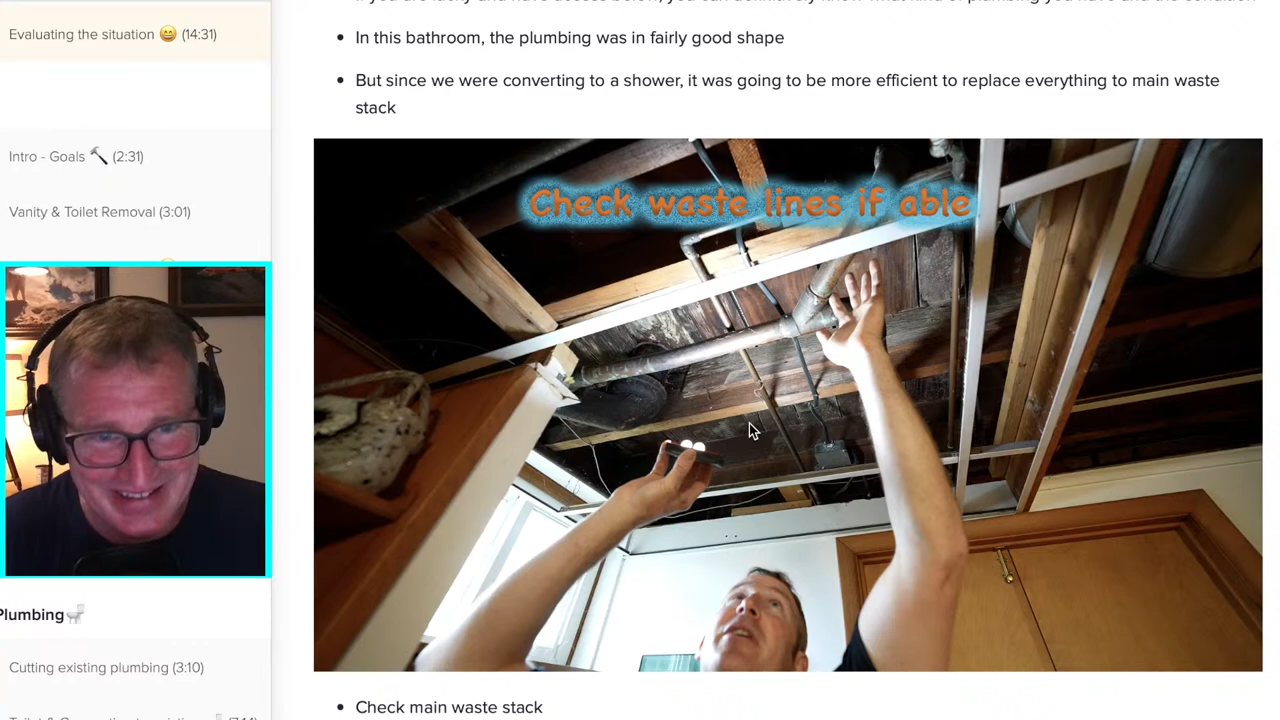 Evaluating the situation 😄 (14:31)
Intro - Goals 🔨 (2:31)
Vanity & Toilet Removal (3:01)
Plumbing🚽
Cutting existing plumbing (3:10)
In this bathroom, the plumbing was in fairly good shape
But since we were converting to a shower, it was going to be more efficient to replace everything to main waste
stack
Check waste lines if able
Check main waste stack